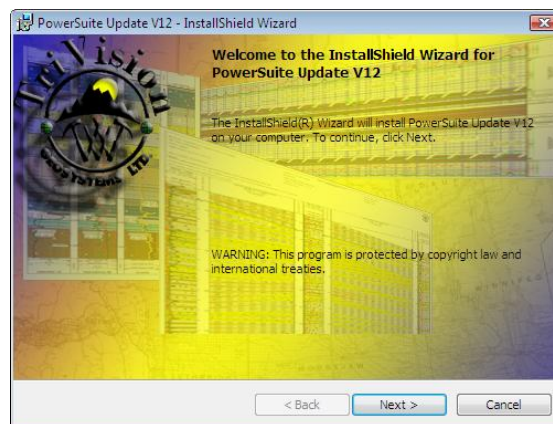 PowerSuite Update V12 - InstallShield Wizard
TriVision
GEOSYSTEMS LTD.
Welcome to the InstallShield Wizard for
PowerSuite Update V12
The InstallShield(R) Wizard will install PowerSuite Update V12
on your computer. To continue, click Next.
WARNING: This program is protected by copyright law and
international treaties.
< Back
Next >
Cancel